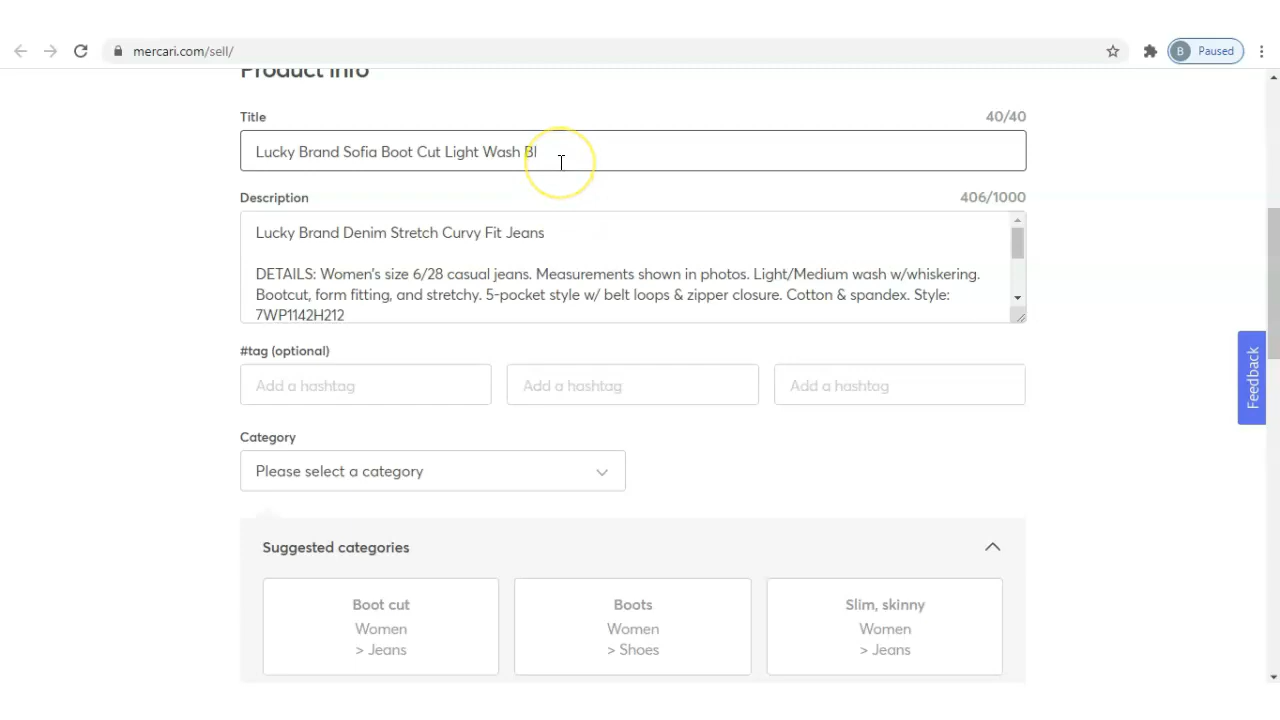 mercari.com/sell/
B Paused
Product Info
Title 40/40
Lucky Brand Sofia Boot Cut Light Wash Bl
Description 406/1000
Lucky Brand Denim Stretch Curvy Fit Jeans
DETAILS: Women's size 6/28 casual jeans. Measurements shown in photos. Light/Medium wash w/whiskering.
Bootcut, form fitting, and stretchy. 5-pocket style w/ belt loops & zipper closure. Cotton & spandex. Style:
7WP1142H212
#tag (optional)
Add a hashtag Add a hashtag Add a hashtag
Feedback
Category
Please select a category
Suggested categories
Boot cut Boots Slim, skinny
Women Women Women
> Jeans > Shoes > Jeans